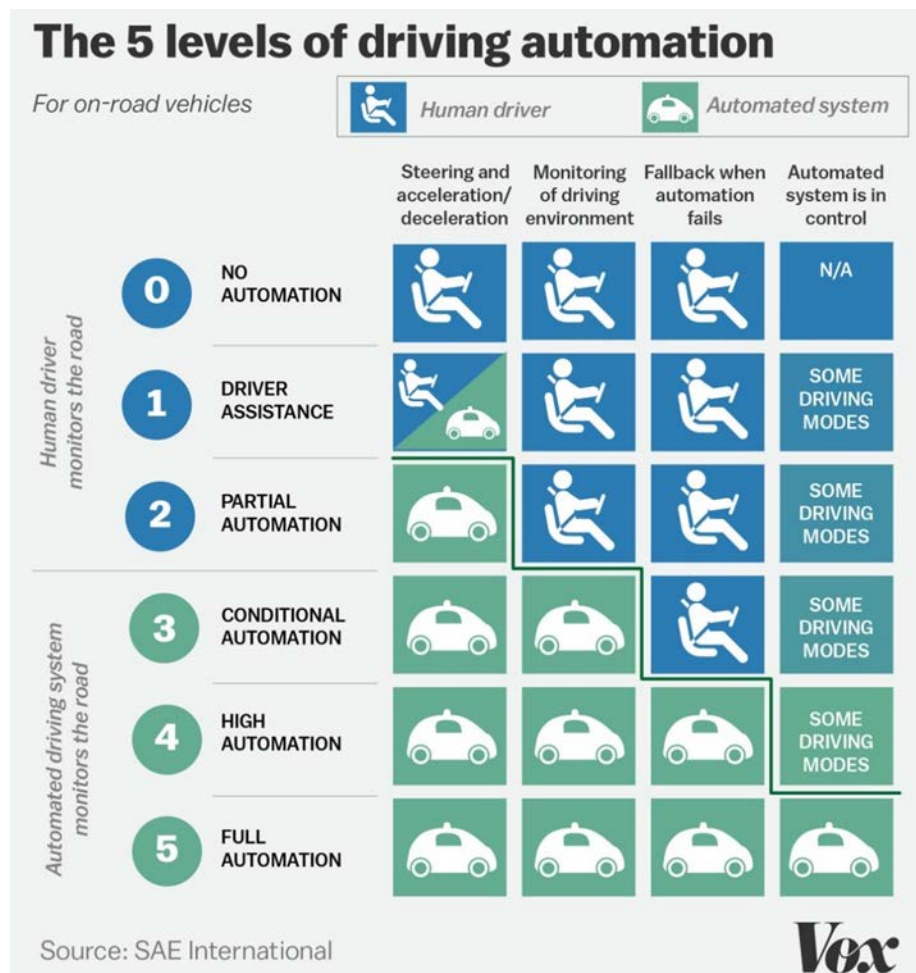 The 5 levels of driving automation
For on-road vehicles
Human driver
Automated system
Steering and
acceleration/
deceleration
Monitoring
of driving
environment
Fallback when
automation
fails
Automated
system is in
control
Human driver
monitors the road
0
NO
AUTOMATION
N/A
1
DRIVER
ASSISTANCE
SOME
DRIVING
MODES
2
PARTIAL
AUTOMATION
SOME
DRIVING
MODES
Automated driving system
monitors the road
3
CONDITIONAL
AUTOMATION
SOME
DRIVING
MODES
4
HIGH
AUTOMATION
SOME
DRIVING
MODES
5
FULL
AUTOMATION
Source: SAE International
Vox